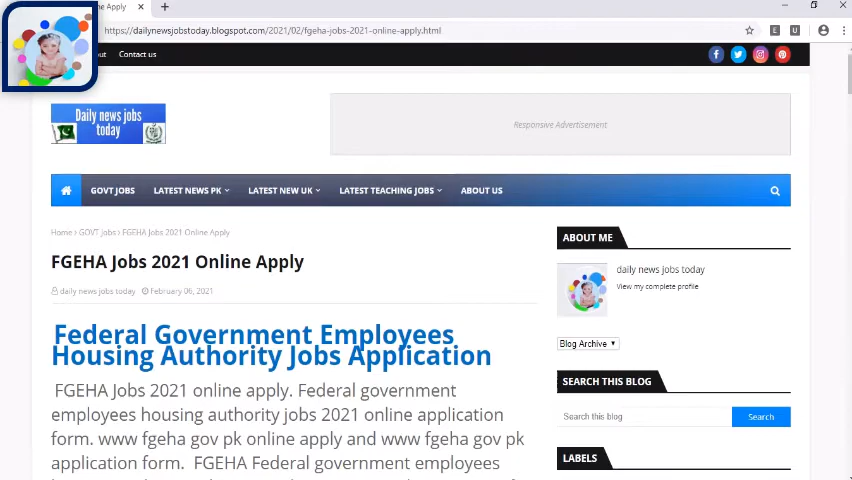 e Apply
https://dailynewsjobstoday.blogspot.com/2021/02/fgeha-jobs-2021-online-apply.html
E U
out Contact us
Daily news jobs
today
Responsive Advertisement
GOVT JOBS LATEST NEWS PK LATEST NEW UK LATEST TEACHING JOBS ABOUT US
Home > GOVT Jobs > FGEHA Jobs 2021 Online Apply
FGEHA Jobs 2021 Online Apply
daily news jobs today February 06, 2021
Federal Government Employees
Housing Authority Jobs Application
FGEHA Jobs 2021 online apply. Federal government
employees housing authority jobs 2021 online application
form. www fgeha gov pk online apply and www fgeha gov pk
application form. FGEHA Federal government employees
ABOUT ME
daily news jobs today
View my complete profile
Blog Archive
SEARCH THIS BLOG
Search this blog Search
LABELS